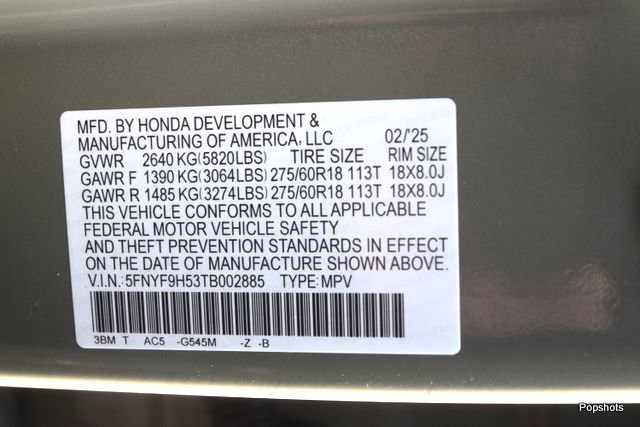 MFD. BY HONDA DEVELOPMENT &
MANUFACTURING OF AMERICA, LLC 02/'25
GVWR 2640 KG(5820LBS) TIRE SIZE RIM SIZE
GAWR F 1390 KG(3064LBS) 275/60R18 113T 18X8.0J
GAWR R 1485 KG(3274LBS) 275/60R18 113T 18X8.0J
THIS VEHICLE CONFORMS TO ALL APPLICABLE
FEDERAL MOTOR VEHICLE SAFETY
AND THEFT PREVENTION STANDARDS IN EFFECT
ON THE DATE OF MANUFACTURE SHOWN ABOVE.
V.I.N.:5FNYF9H53TB002885 TYPE:MPV
3BM T AC5 -G545M -Z -B
Popshots